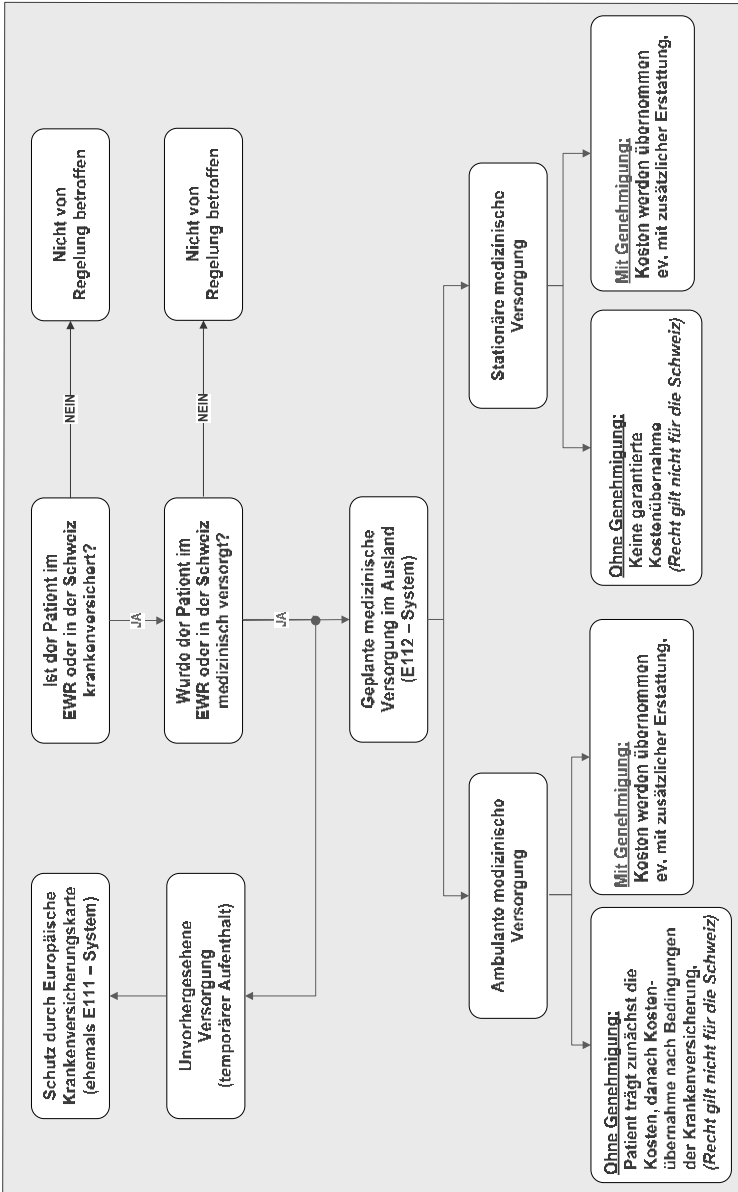 Schutz durch Europäische
Krankenversicherungskarte
(ehemals E111 – System)
Ist der Patient im
EWR oder in der Schweiz
krankenversichert?
NEIN
Nicht von
Regelung betroffen
JA
Unvorhergesehene
Versorgung
(temporärer Aufenthalt)
Wurde der Patient im
EWR oder in der Schweiz
medizinisch versorgt?
NEIN
Nicht von
Regelung betroffen
JA
Geplante medizinische
Versorgung im Ausland
(E112 – System)
Ambulante medizinische
Versorgung
Stationäre medizinische
Versorgung
Ohne Genehmigung:
Patient trägt zunächst die
Kosten, danach Kosten-
übernahme nach Bedingungen
der Krankenversicherung.
(Recht gilt nicht für die Schweiz)
Mit Genehmigung:
Kosten werden übernommen
ev. mit zusätzlicher Erstattung.
Ohne Genehmigung:
Keine garantierte
Kostenübernahme
(Recht gilt nicht für die Schweiz)
Mit Genehmigung:
Kosten werden übernommen
ev. mit zusätzlicher Erstattung.